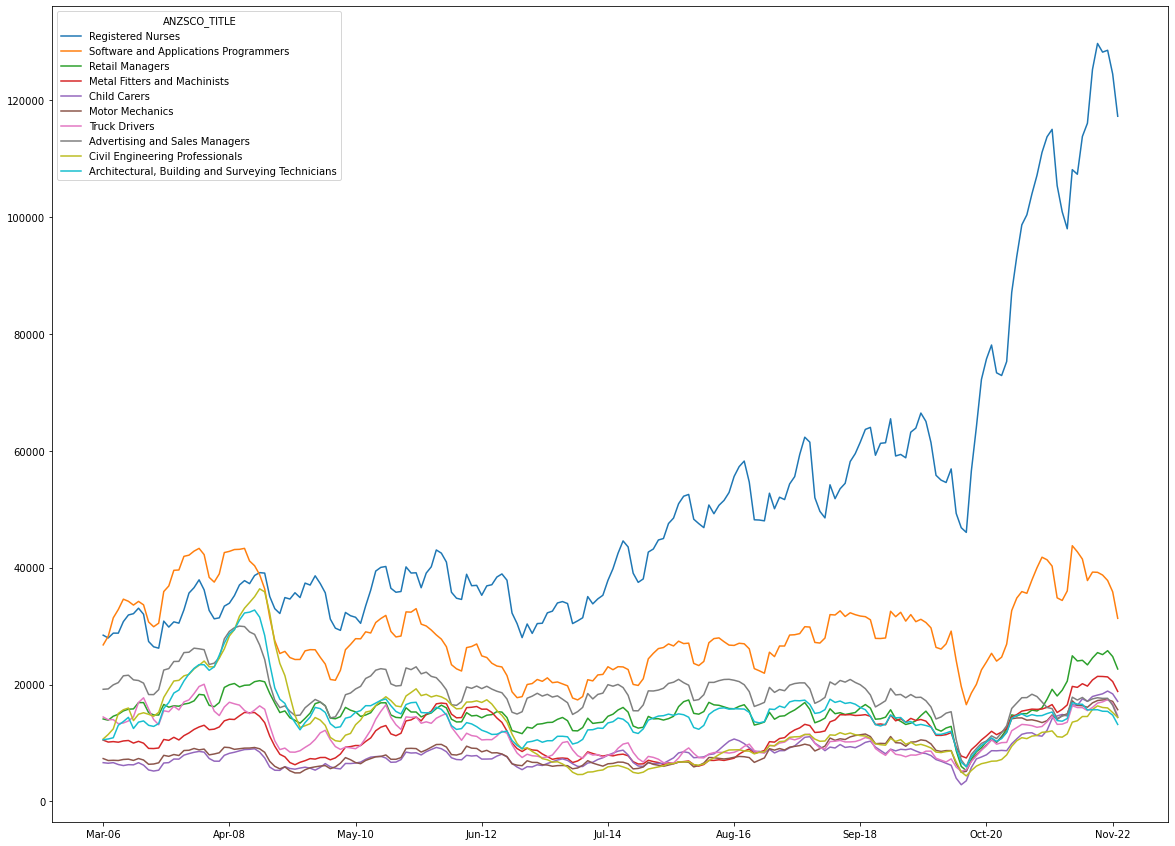 ANZSCO_TITLE
Registered Nurses
Software and Applications Programmers
Retail Managers
Metal Fitters and Machinists
Child Carers
Motor Mechanics
Truck Drivers
Advertising and Sales Managers
Civil Engineering Professionals
Architectural, Building and Surveying Technicians
120000
100000
80000
60000
40000
20000
0
Mar-06 Apr-08 May-10 Jun-12 Jul-14 Aug-16 Sep-18 Oct-20 Nov-22